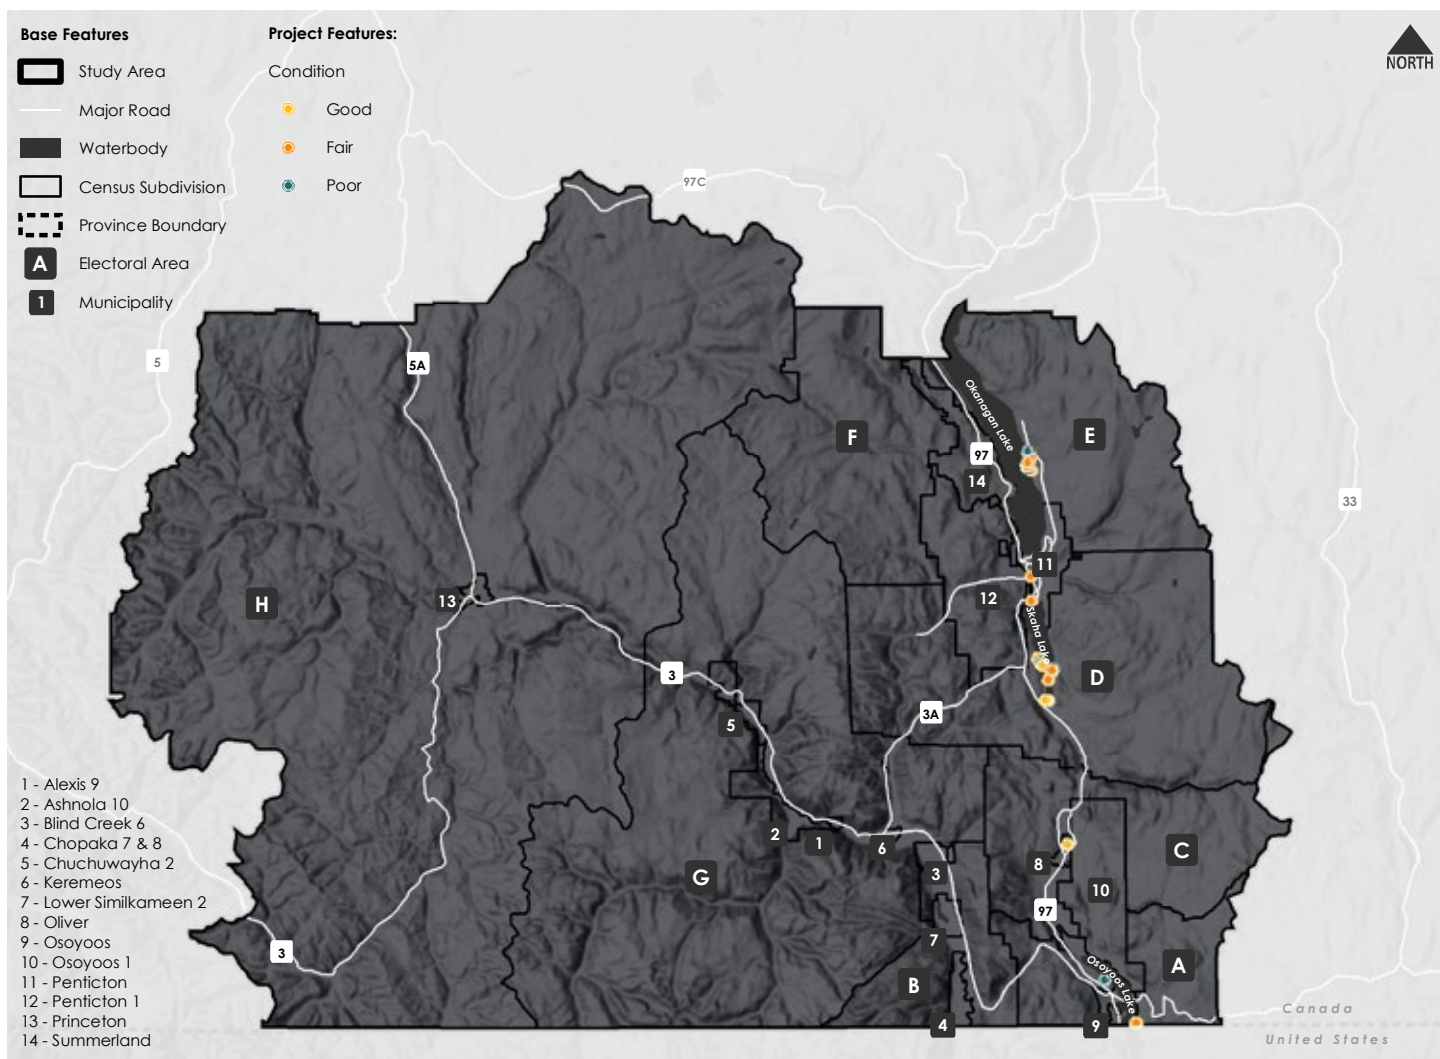 Base Features
Study Area
Major Road
Waterbody
Census Subdivision
Province Boundary
A Electoral Area
1 Municipality
Project Features:
Condition
Good
Fair
Poor
NORTH
97C
5
5A
33
F
E
Okanagan Lake
97
14
11
H
13
12
Skaha Lake
3
D
5
3A
2
1
6
8
C
3
10
G
97
7
3
A
Osoyoos Lake
B
4
9
Canada
United States
1 - Alexis 9
2 - Ashnola 10
3 - Blind Creek 6
4 - Chopaka 7 & 8
5 - Chuchuwayha 2
6 - Keremeos
7 - Lower Similkameen 2
8 - Oliver
9 - Osoyoos
10 - Osoyoos 1
11 - Penticton
12 - Penticton 1
13 - Princeton
14 - Summerland